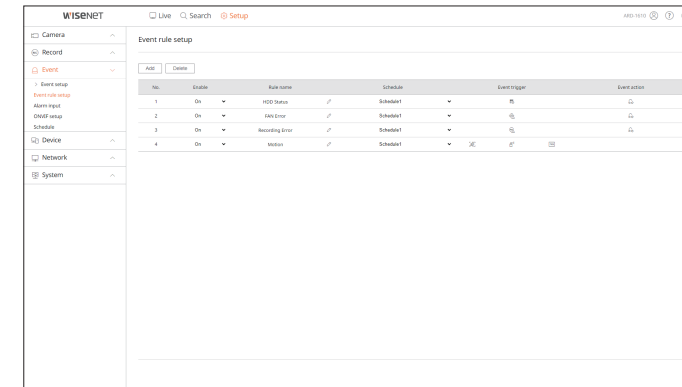 WISENET
Live Search Setup
ARD-1610
Camera
Record
Event
Event setup
Event rule setup
Alarm input
ONVIF setup
Schedule
Device
Network
System
Event rule setup
Add Delete
No. Enable Rule name Schedule Event trigger Event action
1 On HDD Status Schedule1
2 On FAN Error Schedule1
3 On Recording Error Schedule1
4 On Motion Schedule1